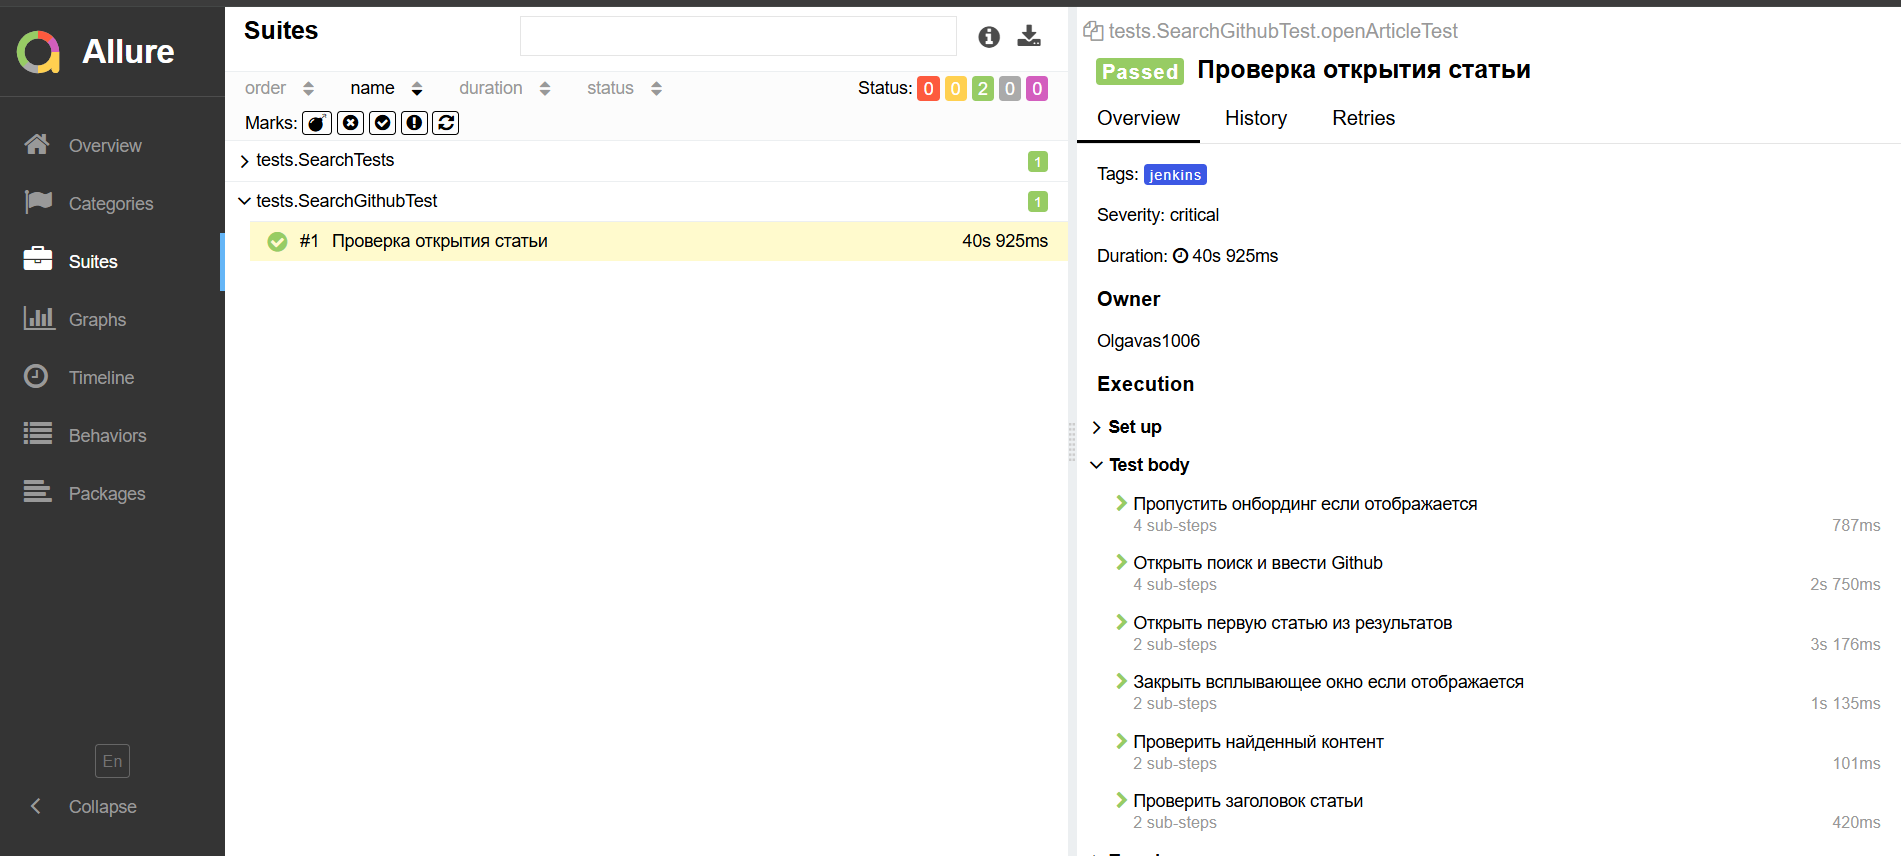 Allure
Overview
Categories
Suites
Graphs
Timeline
Behaviors
Packages
En
Collapse
Suites
order name duration status Status: 0 0 2 0 0
Marks:
tests.SearchTests 1
tests.SearchGithubTest 1
#1 Проверка открытия статьи 40s 925ms
tests.SearchGithubTest.openArticleTest
Passed Проверка открытия статьи
Overview History Retries
Tags: jenkins
Severity: critical
Duration: 40s 925ms
Owner
Olgavas1006
Execution
Set up
Test body
Пропустить онбординг если отображается
4 sub-steps 787ms
Открыть поиск и ввести Github
4 sub-steps 2s 750ms
Открыть первую статью из результатов
2 sub-steps 3s 176ms
Закрыть всплывающее окно если отображается
2 sub-steps 1s 135ms
Проверить найденный контент
2 sub-steps 101ms
Проверить заголовок статьи
2 sub-steps 420ms